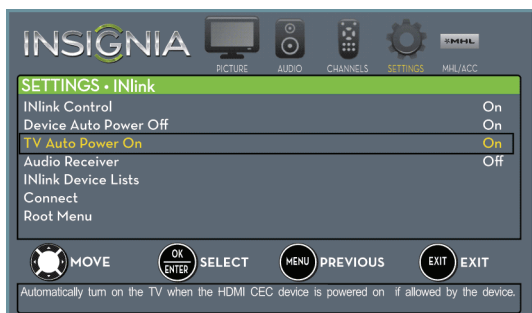 INSIGNIA
PICTURE AUDIO CHANNELS SETTINGS MHL MHL/ACC
SETTINGS • INlink
INlink Control On
Device Auto Power Off On
TV Auto Power On On
Audio Receiver Off
INlink Device Lists
Connect
Root Menu
MOVE OK ENTER SELECT MENU PREVIOUS EXIT EXIT
Automatically turn on the TV when the HDMI CEC device is powered on if allowed by the device.